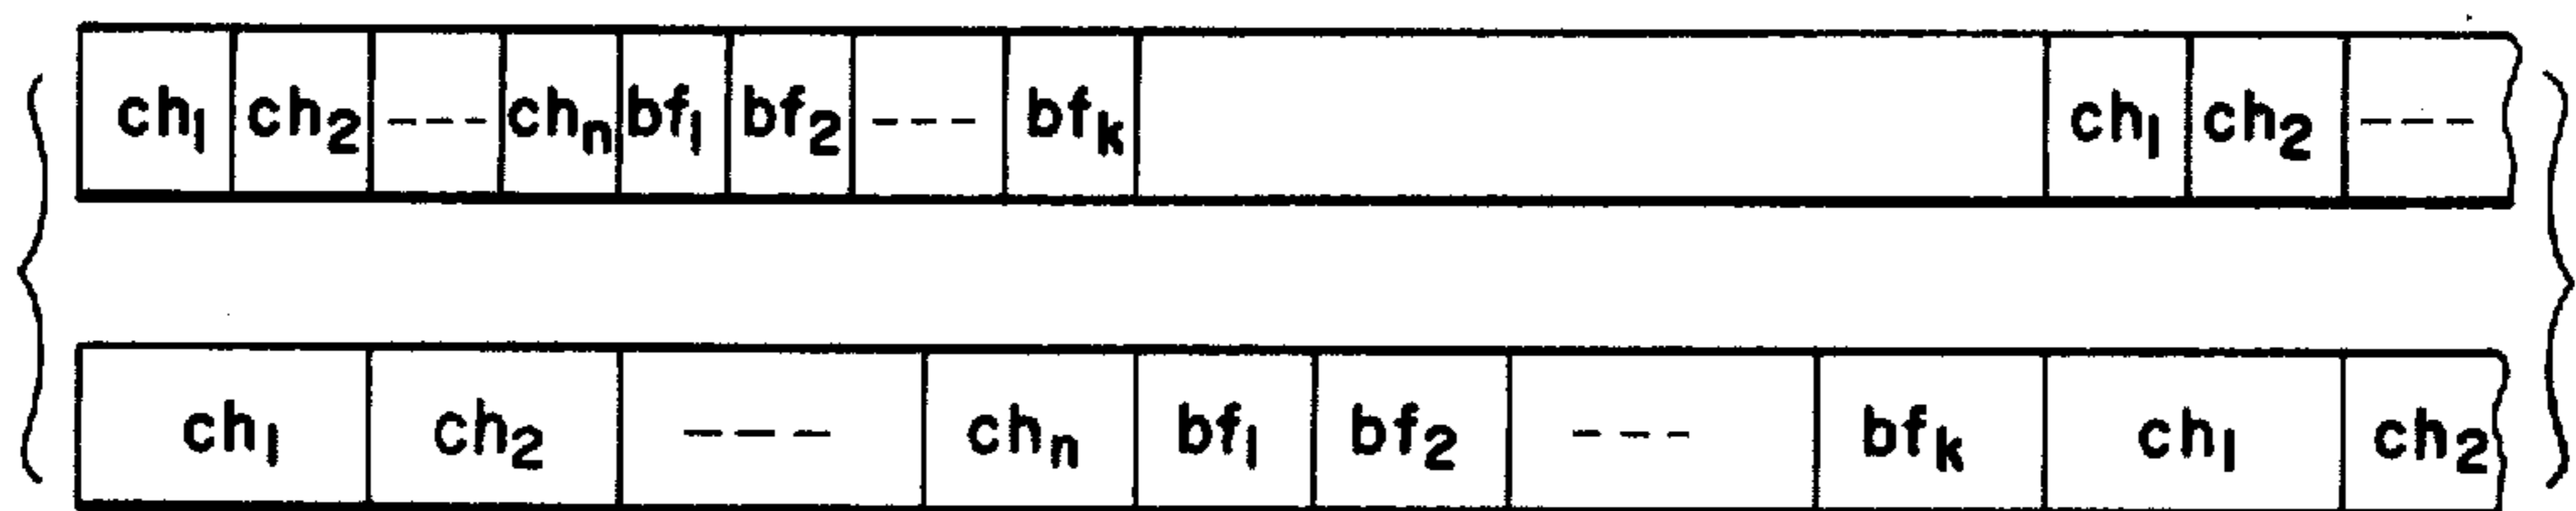 ch₁ ch₂ --- chₙ bf₁ bf₂ --- bfₖ ch₁ ch₂ ---
ch₁ ch₂ --- chₙ bf₁ bf₂ --- bfₖ ch₁ ch₂